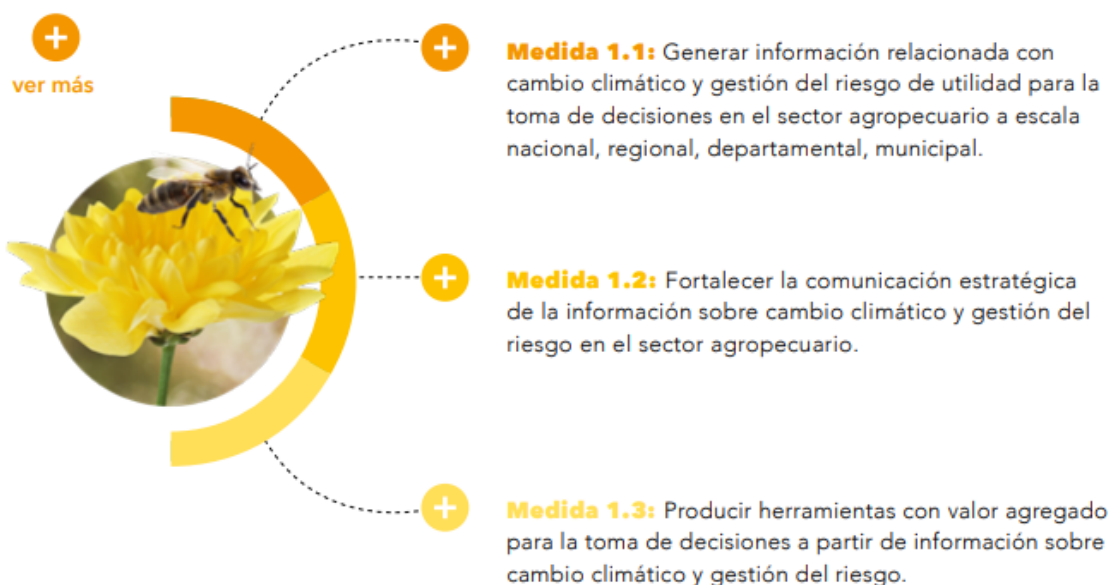 ver más
Medida 1.1: Generar información relacionada con
cambio climático y gestión del riesgo de utilidad para la
toma de decisiones en el sector agropecuario a escala
nacional, regional, departamental, municipal.
Medida 1.2: Fortalecer la comunicación estratégica
de la información sobre cambio climático y gestión del
riesgo en el sector agropecuario.
Medida 1.3: Producir herramientas con valor agregado
para la toma de decisiones a partir de información sobre
cambio climático y gestión del riesgo.